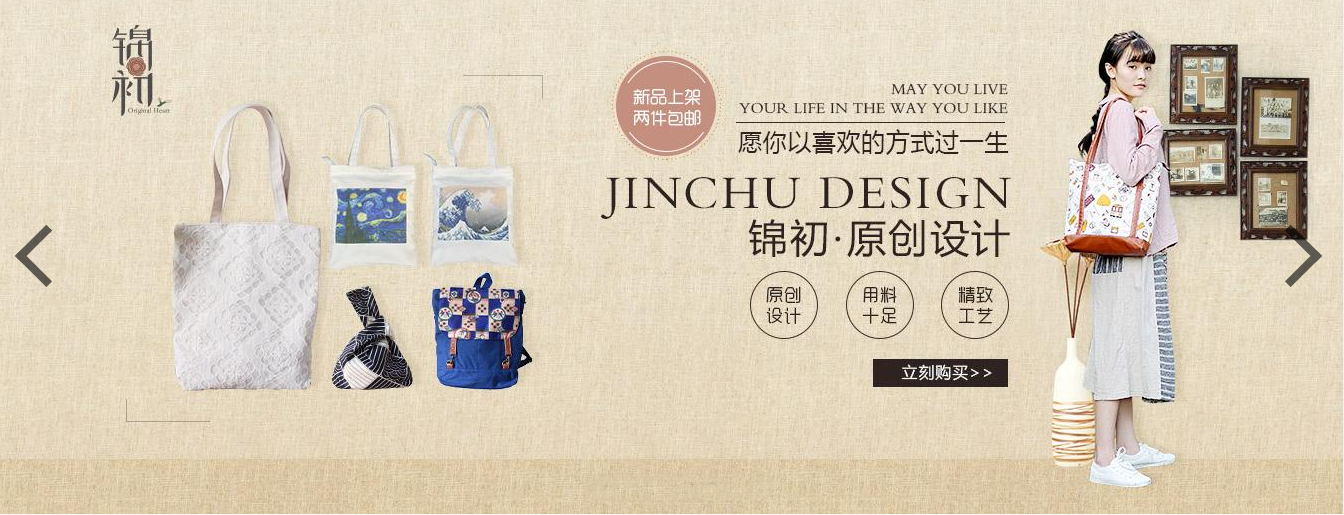 锦初
Original Heart
新品上架
两件包邮
MAY YOU LIVE
YOUR LIFE IN THE WAY YOU LIKE
愿你以喜欢的方式过一生
JINCHU DESIGN
锦初·原创设计
原创
设计
用料
十足
精致
工艺
立刻购买>>